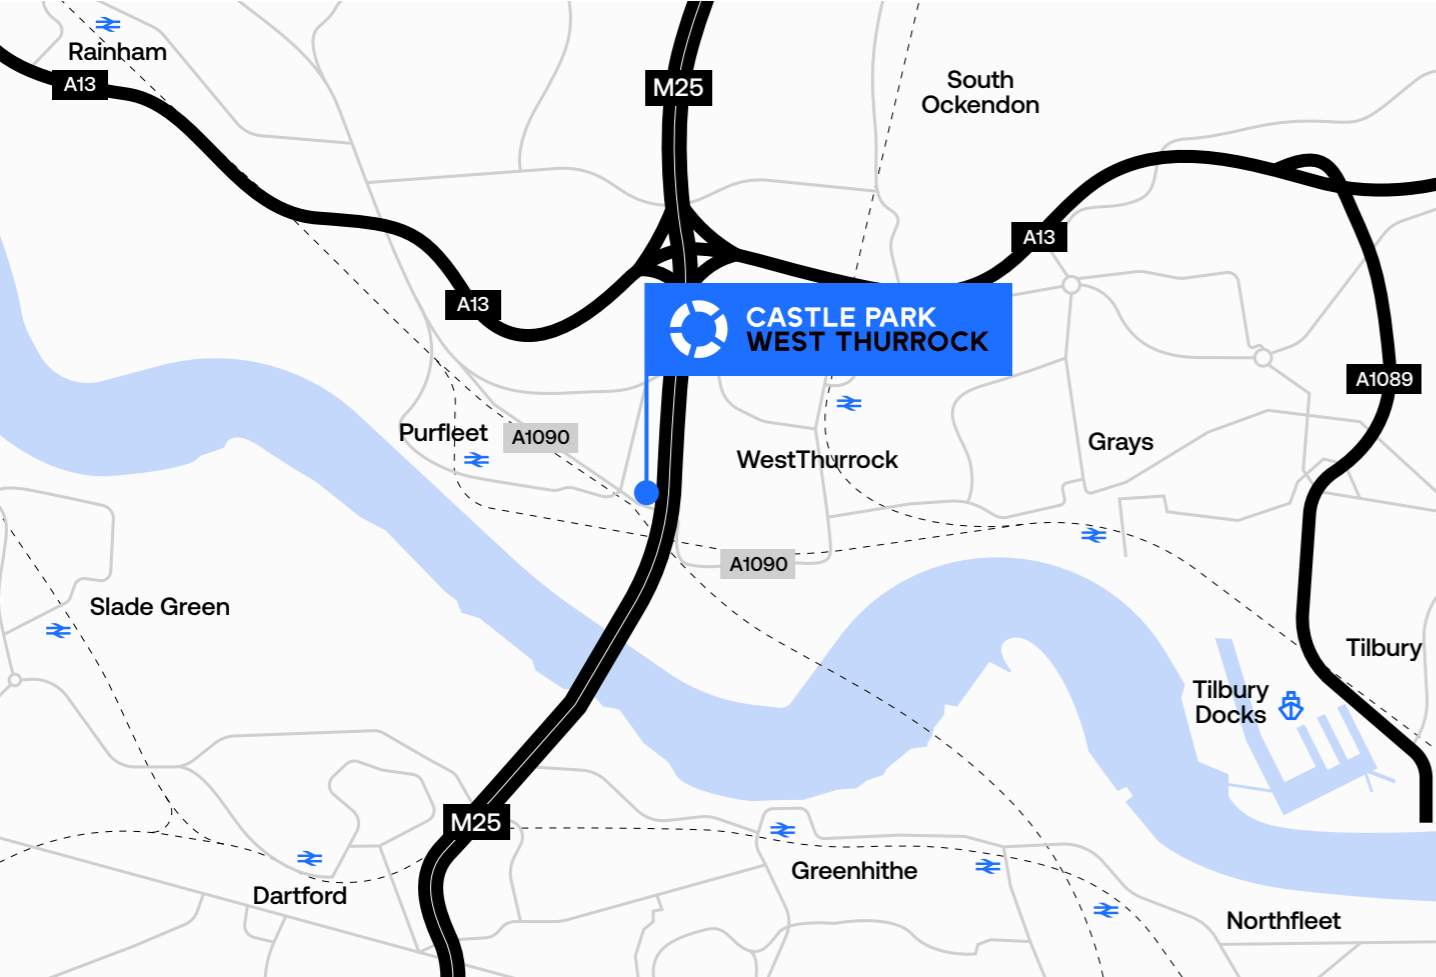 Rainham
A13
M25
South
Ockendon
A13
A13
CASTLE PARK
WEST THURROCK
A1089
Purfleet
A1090
WestThurrock
Grays
A1090
Slade Green
Tilbury
Tilbury
Docks
M25
Greenhithe
Dartford
Northfleet